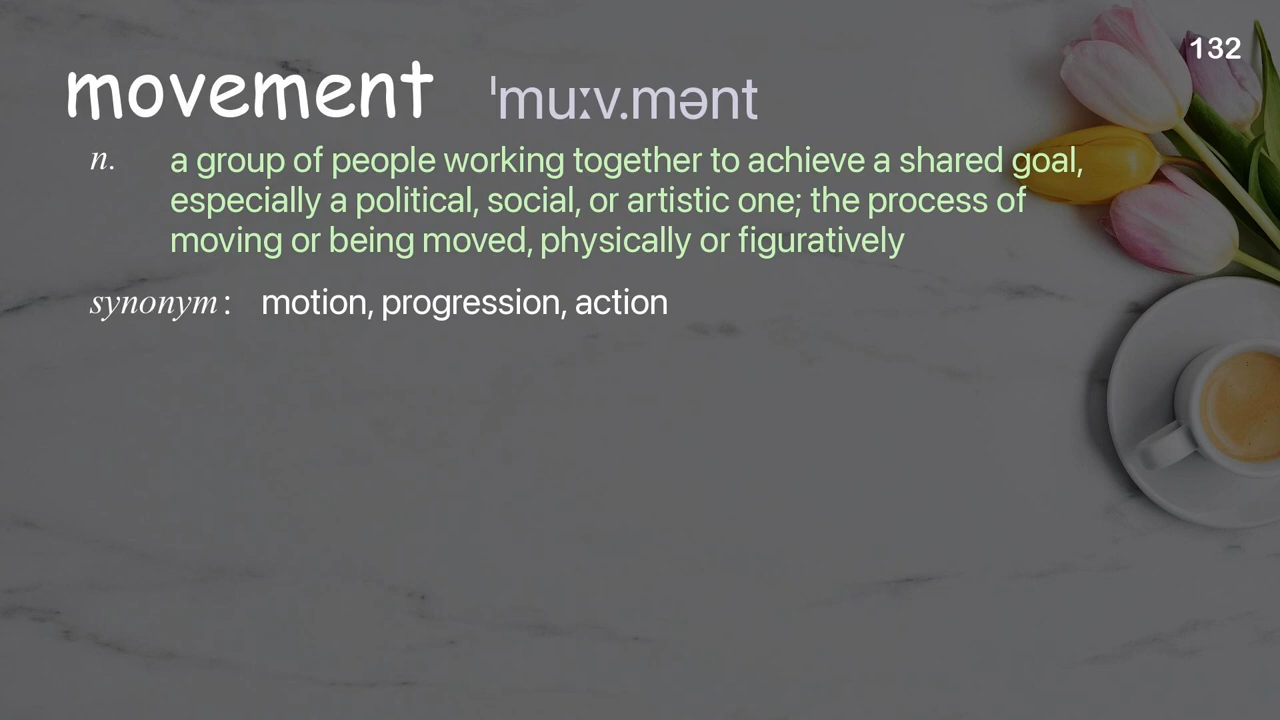 132
movement ˈmuːv.mənt
n. a group of people working together to achieve a shared goal,
especially a political, social, or artistic one; the process of
moving or being moved, physically or figuratively
synonym: motion, progression, action